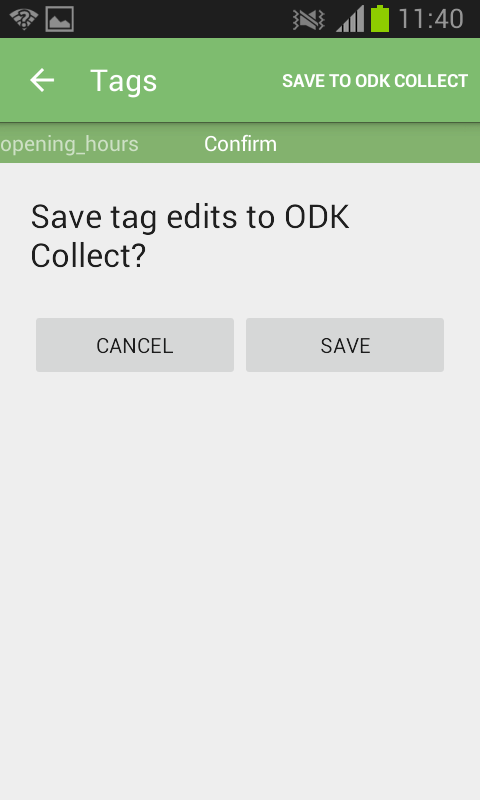 11:40
Tags
SAVE TO ODK COLLECT
opening_hours
Confirm
Save tag edits to ODK
Collect?
CANCEL
SAVE